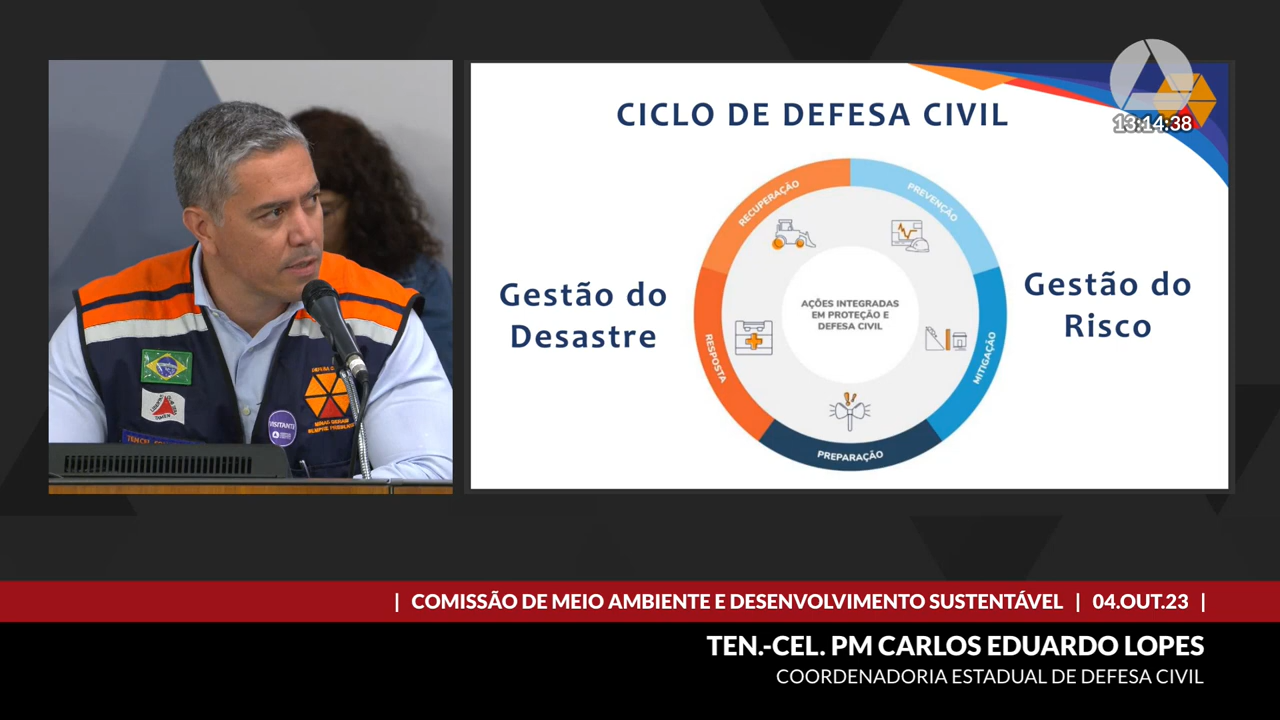 13:14:38
CICLO DE DEFESA CIVIL
RECUPERAÇÃO
PREVENÇÃO
Gestão do
Desastre
AÇÕES INTEGRADAS
EM PROTEÇÃO E
DEFESA CIVIL
Gestão do
Risco
RESPOSTA
MITIGAÇÃO
PREPARAÇÃO
VISITANTE
| COMISSÃO DE MEIO AMBIENTE E DESENVOLVIMENTO SUSTENTÁVEL | 04.OUT.23 |
TEN.-CEL. PM CARLOS EDUARDO LOPES
COORDENADORIA ESTADUAL DE DEFESA CIVIL